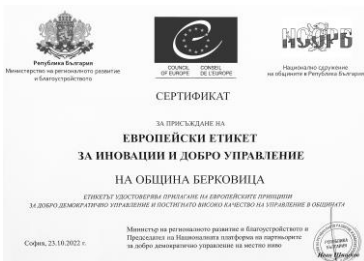 Република България
Министерство на регионалното развитие
и благоустройството
COUNCIL OF EUROPE
CONSEIL DE L'EUROPE
НСОРБ
Национално сдружение
на общините в Република България
СЕРТИФИКАТ
ЗА ПРИСЪЖДАНЕ НА
ЕВРОПЕЙСКИ ЕТИКЕТ
ЗА ИНОВАЦИИ И ДОБРО УПРАВЛЕНИЕ
НА ОБЩИНА БЕРКОВИЦА
ЕТИКЕТЪТ УДОСТОВЕРЯВА ПРИЛАГАНЕ НА ЕВРОПЕЙСКИТЕ ПРИНЦИПИ
ЗА ДОБРО ДЕМОКРАТИЧНО УПРАВЛЕНИЕ И ПОСТИГНАТО ВИСОКО КАЧЕСТВО НА УПРАВЛЕНИЕ В ОБЩИНАТА
Министър на регионалното развитие и благоустройството и
Председател на Националната платформа на партньорите
за добро демократично управление на местно ниво
София, 23.10.2022 г.
Иван Шишков